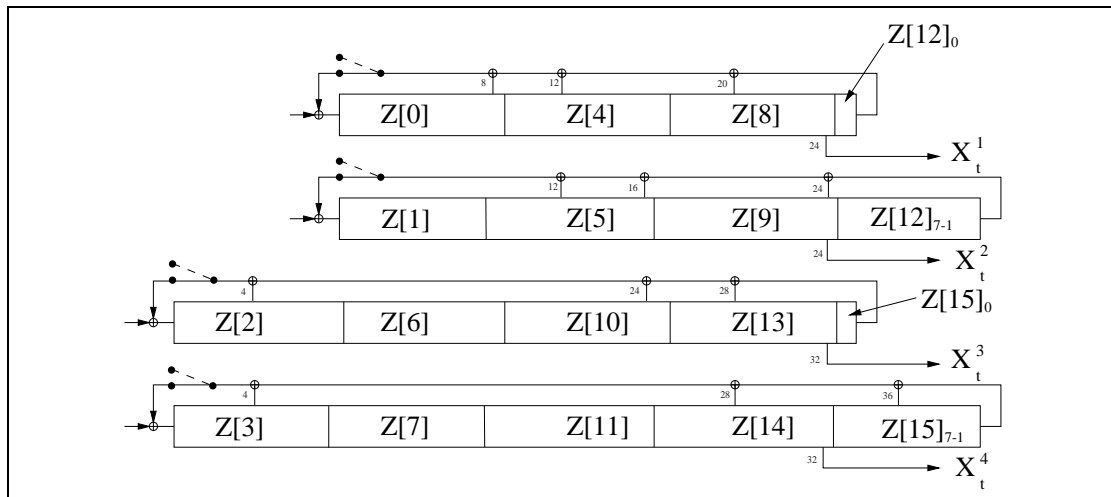 Z[12]₀
8 12 20
Z[0] Z[4] Z[8]
24 X¹ₜ
12 16 24
Z[1] Z[5] Z[9] Z[12]₇₋₁
24 X²ₜ
4 24 28
Z[2] Z[6] Z[10] Z[13] Z[15]₀
32 X³ₜ
4 28 36
Z[3] Z[7] Z[11] Z[14] Z[15]₇₋₁
32 X⁴ₜ